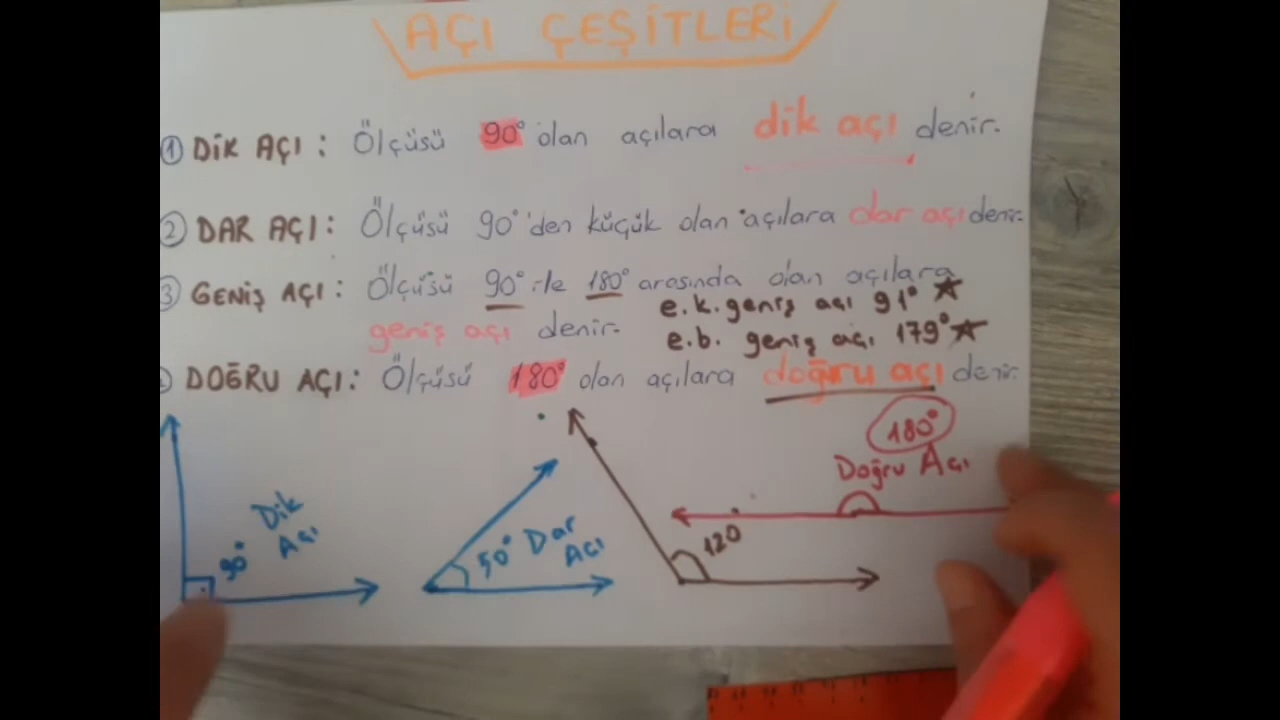 AÇI ÇEŞİTLERİ
① DİK AÇI : Ölçüsü 90° olan açılara dik açı denir.
② DAR AÇI : Ölçüsü 90°'den küçük olan açılara dar açı denir.
③ GENİŞ AÇI : Ölçüsü 90° ile 180° arasında olan açılara
geniş açı denir.
e.k. geniş açı 91° ☆
e.b. geniş açı 179° ☆
DOĞRU AÇI : Ölçüsü 180° olan açılara doğru açı denir.
90° Dik Açı
50° Dar Açı
120°
180°
Doğru Açı